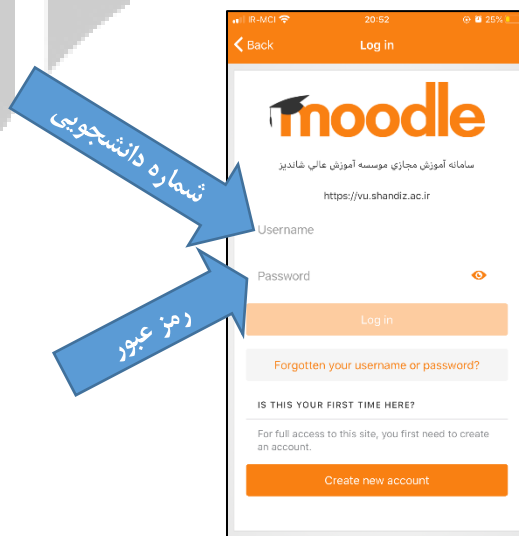 IR-MCI 20:52 25%
Back Log in
moodle
سامانه آموزش مجازي موسسه آموزش عالي شانديز
https://vu.shandiz.ac.ir
شماره دانشجویی
Username
رمز عبور
Password
Log in
Forgotten your username or password?
IS THIS YOUR FIRST TIME HERE?
For full access to this site, you first need to create
an account.
Create new account